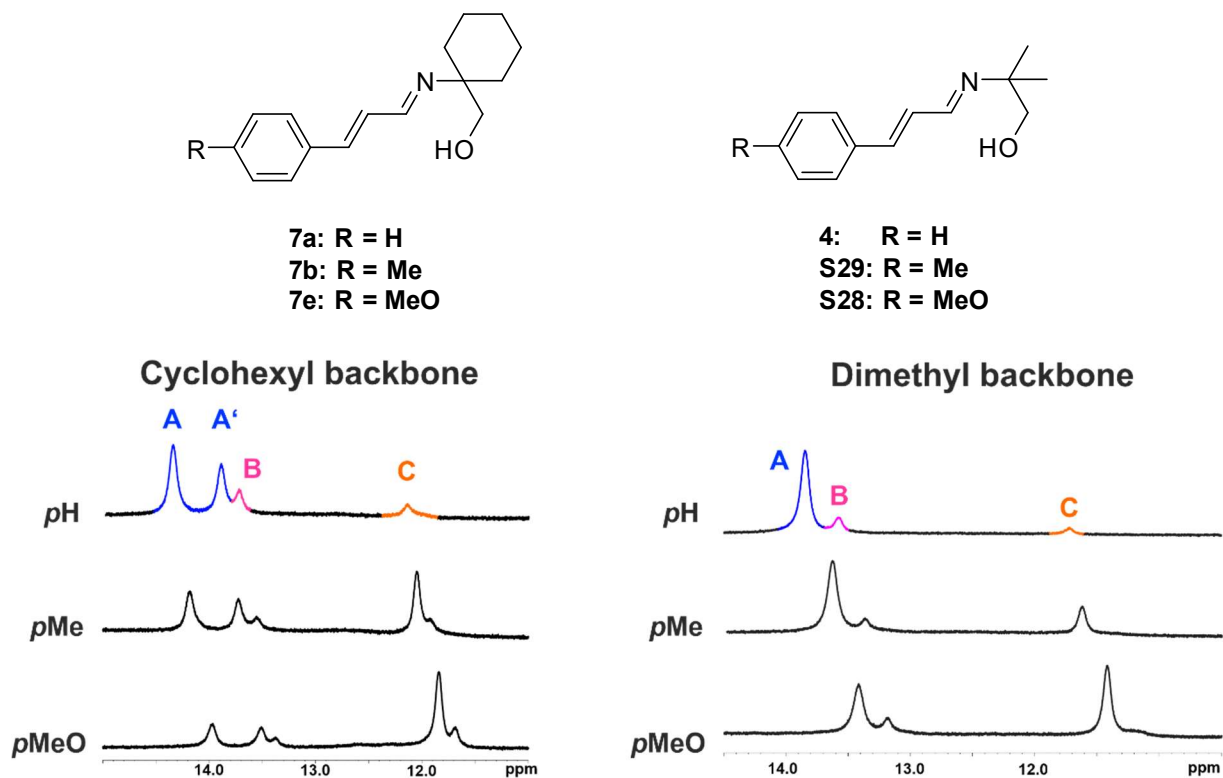 N
R
HO
N
R
HO
7a: R = H
7b: R = Me
7e: R = MeO
4: R = H
S29: R = Me
S28: R = MeO
Cyclohexyl backbone
A A‘ B C
pH
pMe
pMeO
14.0 13.0 12.0 ppm
Dimethyl backbone
A B C
pH
pMe
pMeO
14.0 13.0 12.0 ppm